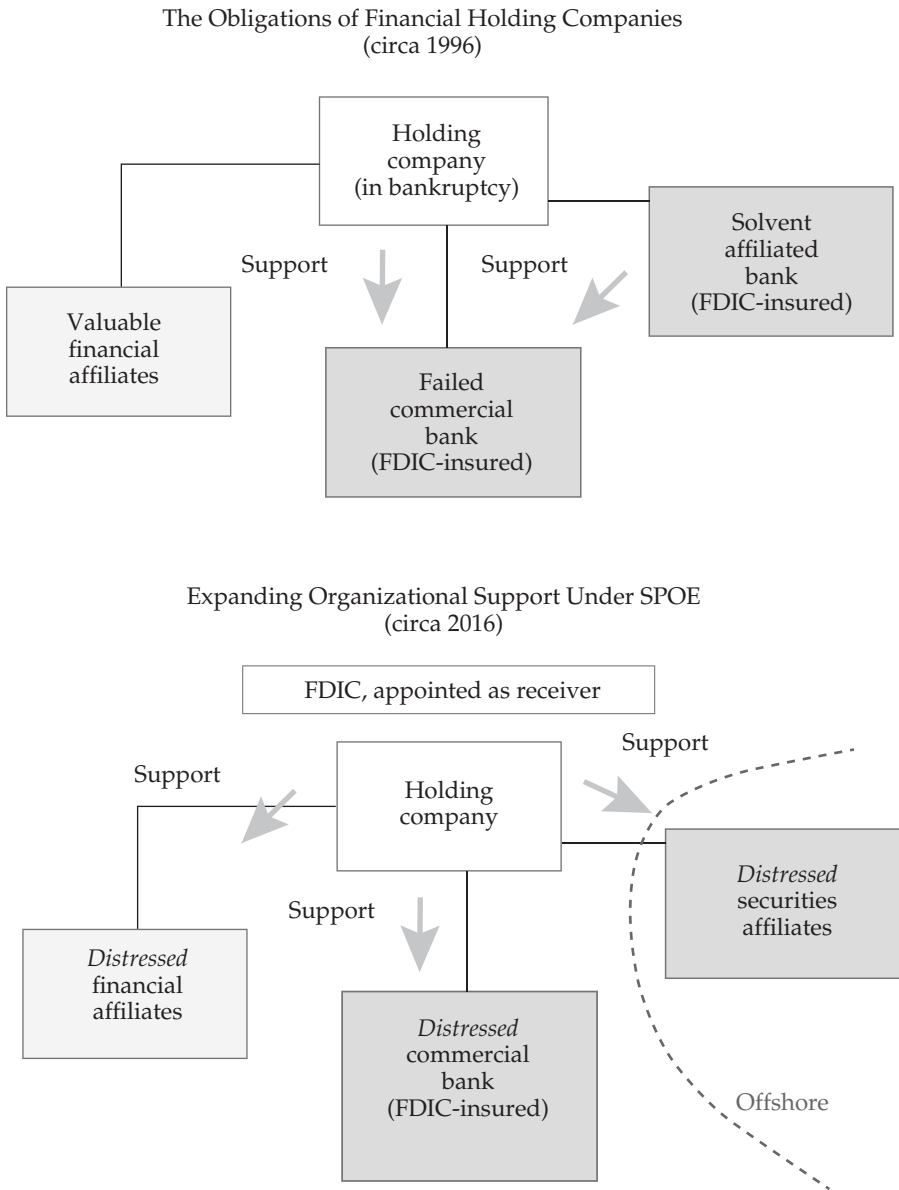 The Obligations of Financial Holding Companies
(circa 1996)
Holding
company
(in bankruptcy)
Solvent
affiliated
bank
(FDIC-insured)
Support
Support
Valuable
financial
affiliates
Failed
commercial
bank
(FDIC-insured)
Expanding Organizational Support Under SPOE
(circa 2016)
FDIC, appointed as receiver
Support
Support
Holding
company
Distressed
securities
affiliates
Support
Distressed
financial
affiliates
Distressed
commercial
bank
(FDIC-insured)
Offshore